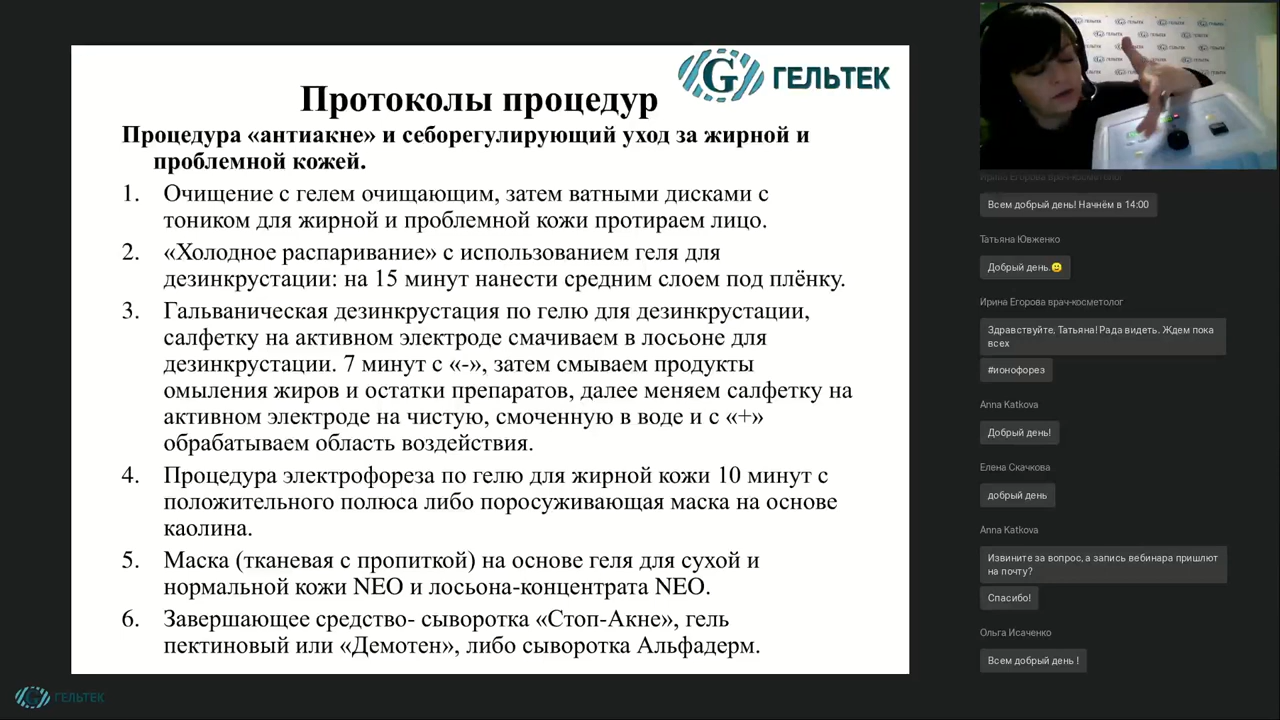 ГЕЛЬТЕК
Протоколы процедур
Процедура «антиакне» и себорегулирующий уход за жирной и
проблемной кожей.
1. Очищение с гелем очищающим, затем ватными дисками с
тоником для жирной и проблемной кожи протираем лицо.
2. «Холодное распаривание» с использованием геля для
дезинкрустации: на 15 минут нанести средним слоем под плёнку.
3. Гальваническая дезинкрустация по гелю для дезинкрустации,
салфетку на активном электроде смачиваем в лосьоне для
дезинкрустации. 7 минут с «-», затем смываем продукты
омыления жиров и остатки препаратов, далее меняем салфетку на
активном электроде на чистую, смоченную в воде и с «+»
обрабатываем область воздействия.
4. Процедура электрофореза по гелю для жирной кожи 10 минут с
положительного полюса либо поросуживающая маска на основе
каолина.
5. Маска (тканевая с пропиткой) на основе геля для сухой и
нормальной кожи NEO и лосьона-концентрата NEO.
6. Завершающее средство- сыворотка «Стоп-Акне», гель
пектиновый или «Демотен», либо сыворотка Альфадерм.
ГЕЛЬТЕК
Ирина Егорова врач-косметолог
Всем добрый день! Начнём в 14:00
Татьяна Ювженко
Добрый день.🙂
Ирина Егорова врач-косметолог
Здравствуйте, Татьяна! Рада видеть. Ждем пока
всех
#ионофорез
Anna Katkova
Добрый день!
Елена Скачкова
добрый день
Anna Katkova
Извините за вопрос, а запись вебинара пришлют
на почту?
Спасибо!
Ольга Исаченко
Всем добрый день !